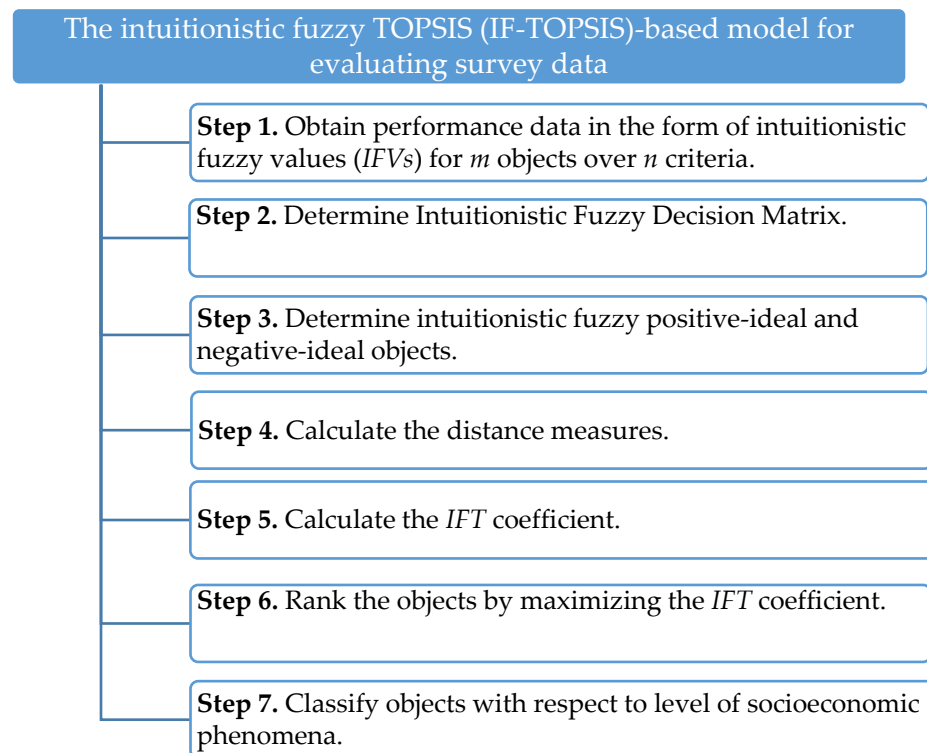 The intuitionistic fuzzy TOPSIS (IF-TOPSIS)-based model for
evaluating survey data
Step 1. Obtain performance data in the form of intuitionistic
fuzzy values (IFVs) for m objects over n criteria.
Step 2. Determine Intuitionistic Fuzzy Decision Matrix.
Step 3. Determine intuitionistic fuzzy positive-ideal and
negative-ideal objects.
Step 4. Calculate the distance measures.
Step 5. Calculate the IFT coefficient.
Step 6. Rank the objects by maximizing the IFT coefficient.
Step 7. Classify objects with respect to level of socioeconomic
phenomena.